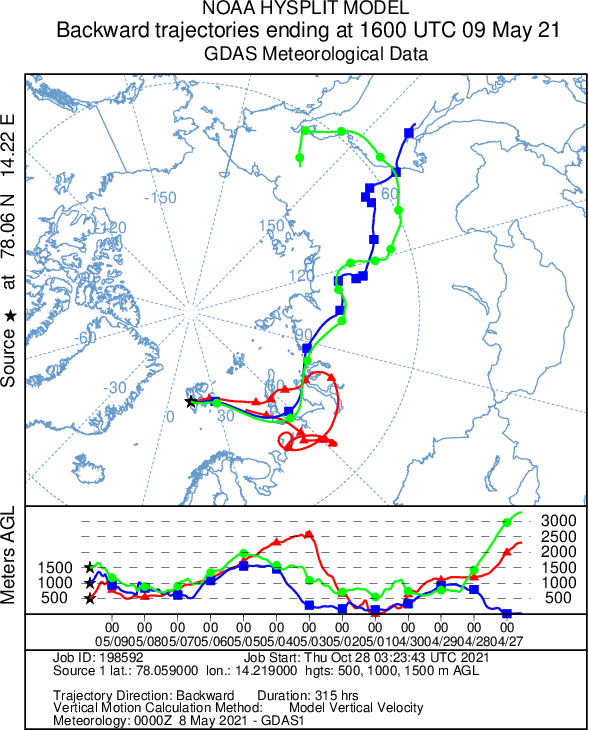 NOAA HYSPLIT MODEL
Backward trajectories ending at 1600 UTC 09 May 21
GDAS Meteorological Data
Source ★ at 78.06 N 14.22 E
-150
120
150
60
120
-60
90
-30
60
0
30
Meters AGL
3000
2500
2000
1500 1500
1000 1000
500 500
00 00 00 00 00 00 00 00 00 00 00 00 00
05/09 05/08 05/07 05/06 05/05 05/04 05/03 05/02 05/01 04/30 04/29 04/28 04/27
Job ID: 198592 Job Start: Thu Oct 28 03:23:43 UTC 2021
Source 1 lat.: 78.059000 lon.: 14.219000 hgts: 500, 1000, 1500 m AGL
Trajectory Direction: Backward Duration: 315 hrs
Vertical Motion Calculation Method: Model Vertical Velocity
Meteorology: 0000Z 8 May 2021 - GDAS1